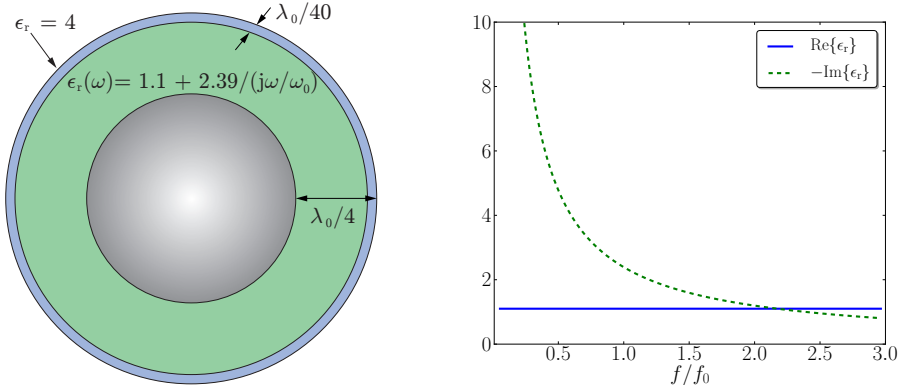 ϵᵣ = 4
λ₀/40
ϵᵣ(ω)= 1.1 + 2.39/(jω/ω₀)
λ₀/4
10
8
6
4
2
0
Re{ϵᵣ}
−Im{ϵᵣ}
0.5 1.0 1.5 2.0 2.5 3.0
f/f₀